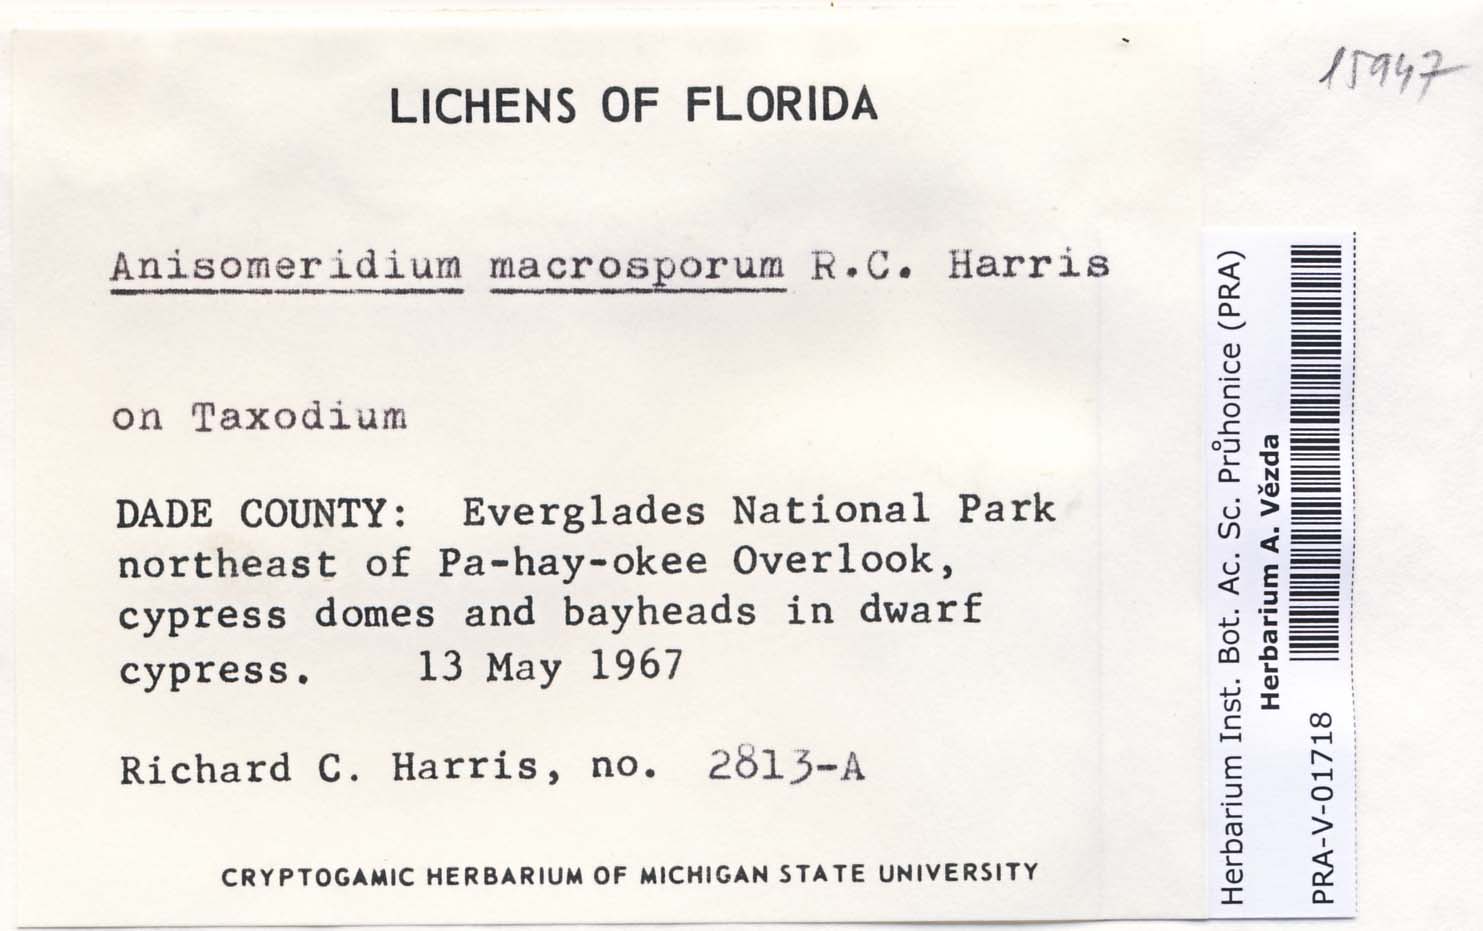 15947
LICHENS OF FLORIDA
Anisomeridium macrosporum R.C. Harris
on Taxodium
DADE COUNTY: Everglades National Park
northeast of Pa-hay-okee Overlook,
cypress domes and bayheads in dwarf
cypress. 13 May 1967
Richard C. Harris, no. 2813-A
CRYPTOGAMIC HERBARIUM OF MICHIGAN STATE UNIVERSITY
Herbarium Inst. Bot. Ac. Sc. Průhonice (PRA)
Herbarium A. Vězda
PRA-V-01718